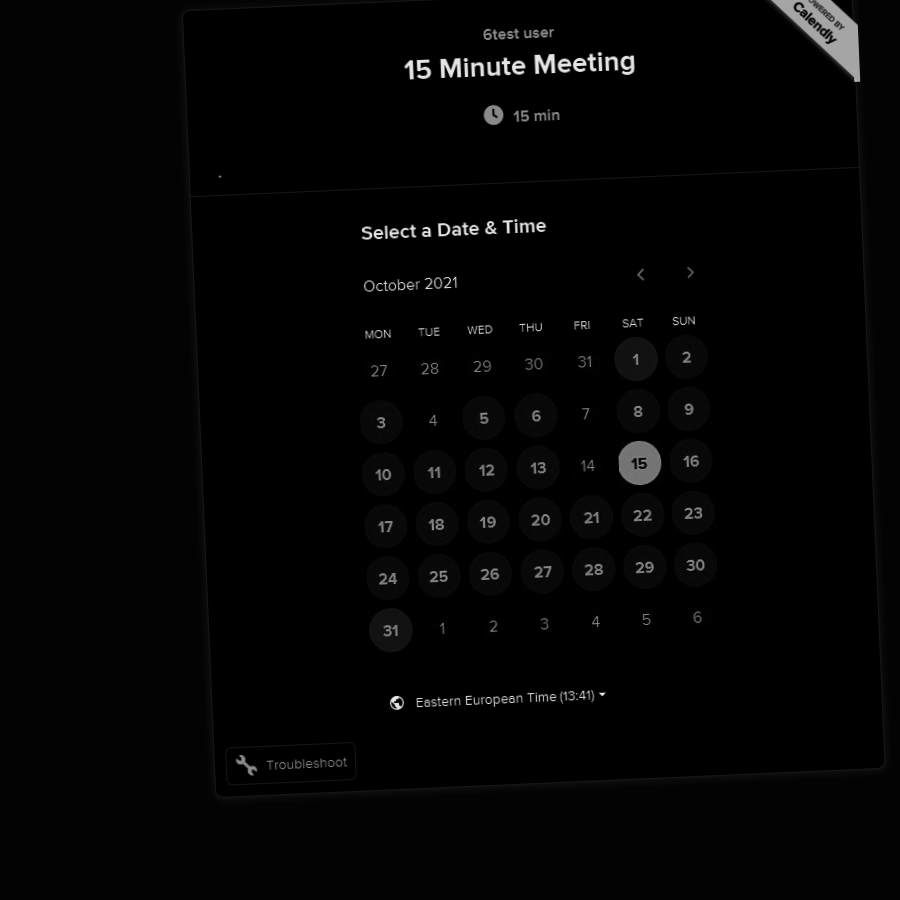 6test user
POWERED BY
Calendly
15 Minute Meeting
15 min
.
Select a Date & Time
October 2021
MON TUE WED THU FRI SAT SUN
27 28 29 30 31 1 2
3 4 5 6 7 8 9
10 11 12 13 14 15 16
17 18 19 20 21 22 23
24 25 26 27 28 29 30
31 1 2 3 4 5 6
Eastern European Time (13:41)
Troubleshoot